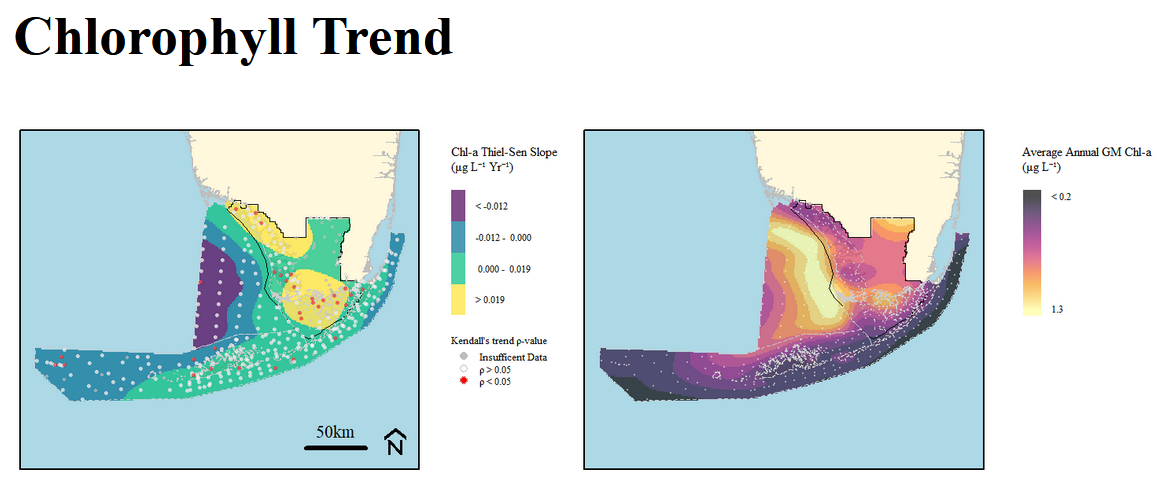 Chlorophyll Trend
Chl-a Thiel-Sen Slope
(µg L⁻¹ Yr⁻¹)
< -0.012
-0.012 - 0.000
0.000 - 0.019
> 0.019
Kendall's trend ρ-value
Insufficent Data
ρ > 0.05
ρ < 0.05
50km
N
Average Annual GM Chl-a
(µg L⁻¹)
< 0.2
1.3